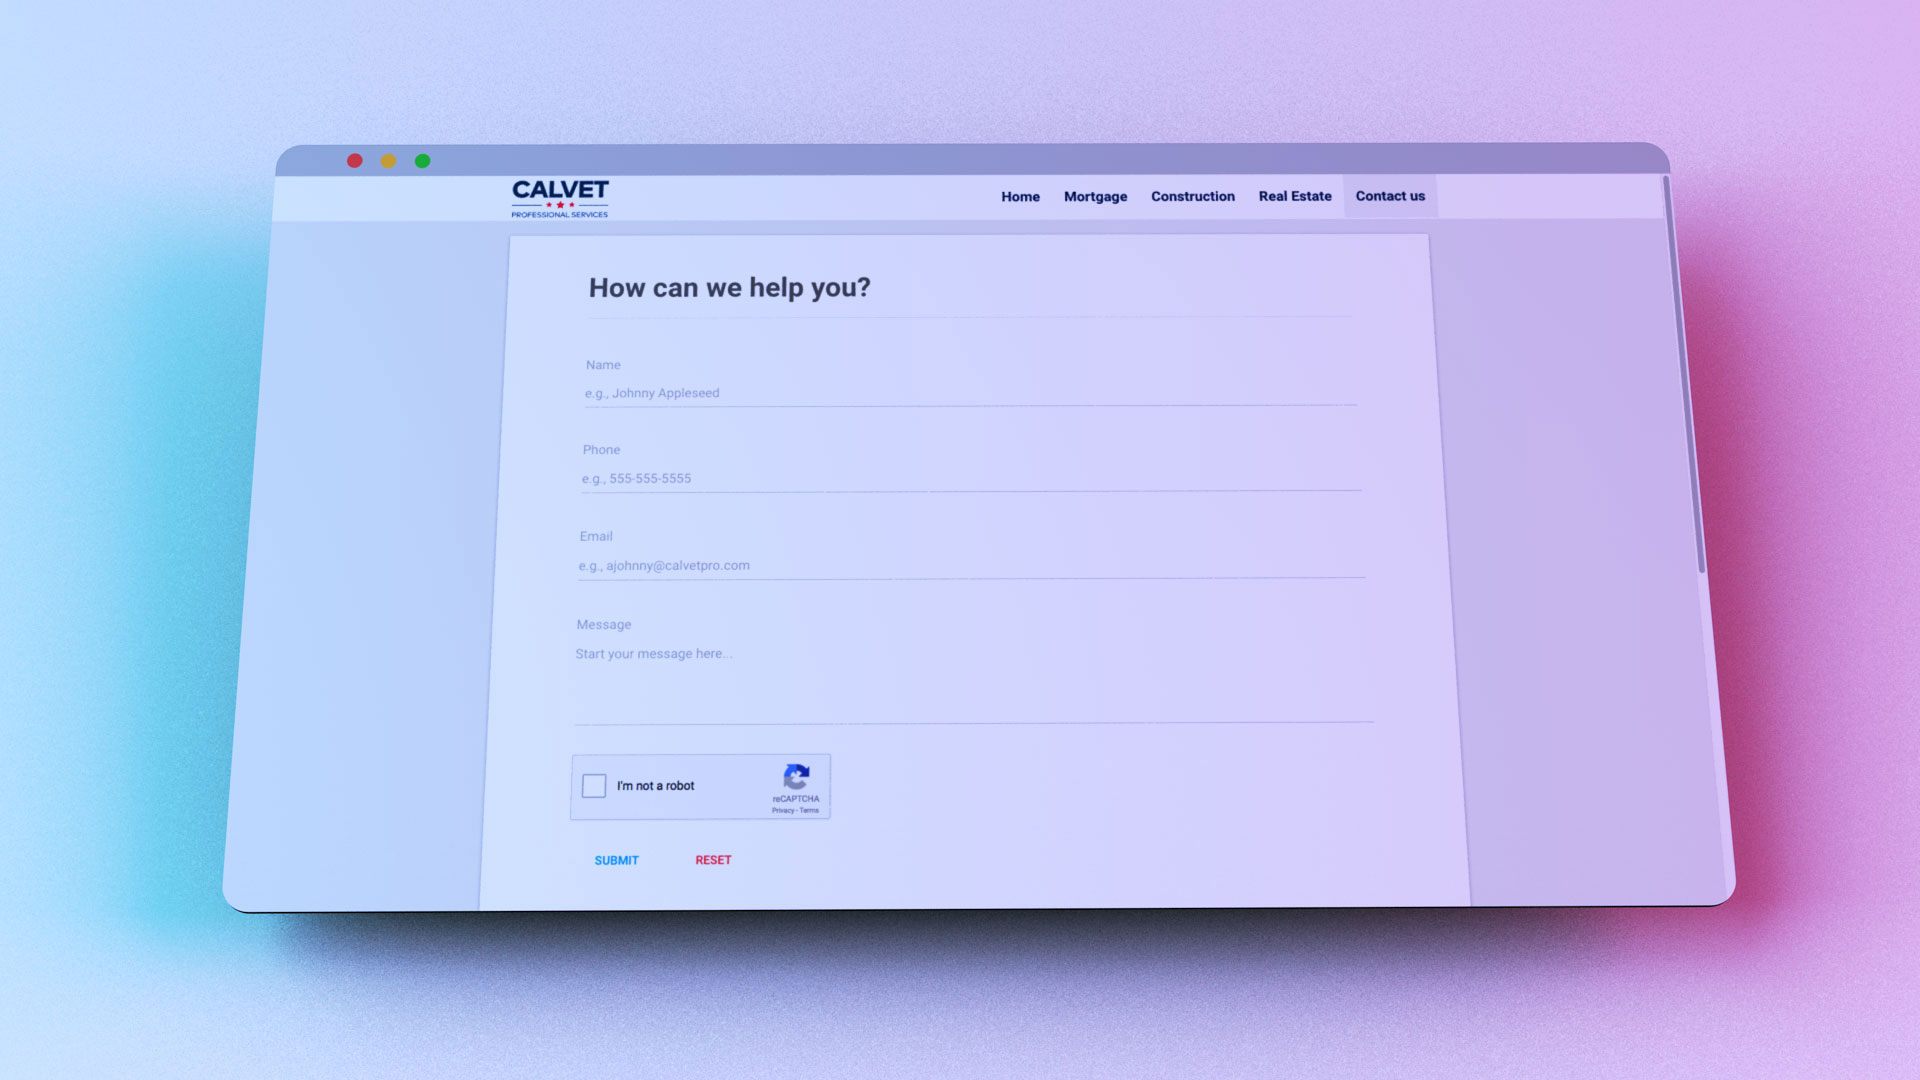 CALVET
PROFESSIONAL SERVICES
Home Mortgage Construction Real Estate Contact us
How can we help you?
Name
e.g., Johnny Appleseed
Phone
e.g., 555-555-5555
Email
e.g., ajohnny@calvetpro.com
Message
Start your message here...
I'm not a robot
reCAPTCHA
Privacy - Terms
SUBMIT RESET